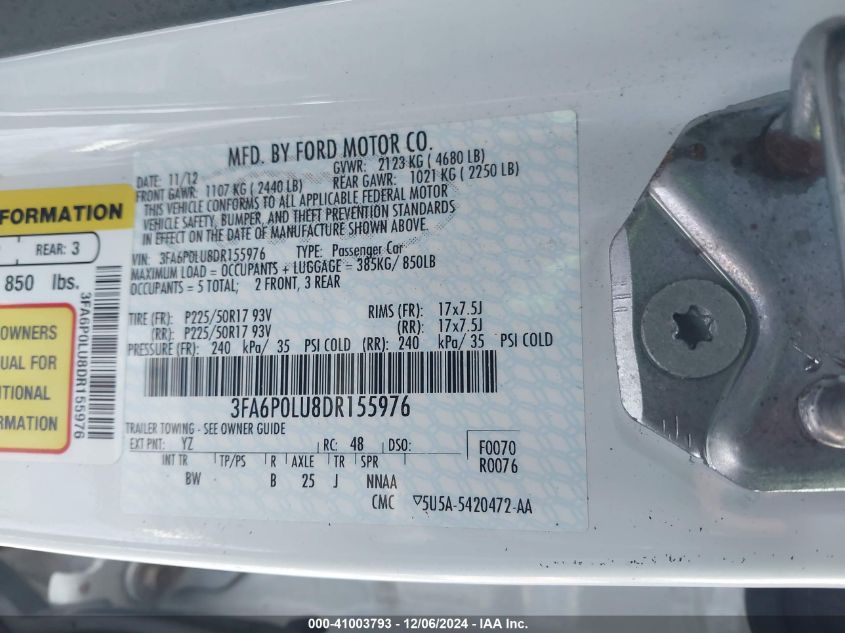 MFD. BY FORD MOTOR CO.
DATE: 11/12 GVWR: 2123 KG ( 4680 LB)
FRONT GAWR: 1107 KG ( 2440 LB) REAR GAWR: 1021 KG ( 2250 LB)
THIS VEHICLE CONFORMS TO ALL APPLICABLE FEDERAL MOTOR
VEHICLE SAFETY, BUMPER, AND THEFT PREVENTION STANDARDS
IN EFFECT ON THE DATE OF MANUFACTURE SHOWN ABOVE.
VIN: 3FA6P0LU8DR155976 TYPE: Passenger Car
MAXIMUM LOAD = OCCUPANTS + LUGGAGE = 385KG/ 850LB
OCCUPANTS = 5 TOTAL; 2 FRONT, 3 REAR
TIRE (FR): P225/50R17 93V RIMS (FR): 17x7.5J
(RR): P225/50R17 93V (RR): 17x7.5J
PRESSURE (FR): 240 kPa/ 35 PSI COLD (RR): 240 kPa/ 35 PSI COLD
3FA6P0LU8DR155976
TRAILER TOWING - SEE OWNER GUIDE
EXT PNT: YZ RC: 48 DSO: F0070
INT TR TP/PS R AXLE TR SPR R0076
BW B 25 J NNAA
CMC ▽5U5A-5420472-AA
FORMATION
REAR: 3
850 lbs.
OWNERS
UAL FOR
ITIONAL
RMATION
3FA6P0LU8DR155976
000-41003793 - 12/06/2024 - IAA Inc.